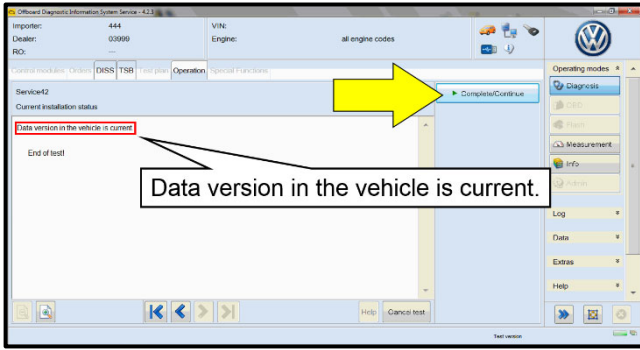 Offboard Diagnostic Information System Service - 4.2.3
Importer: 444 VIN:
Dealer: 03999 Engine: all engine codes
RO: ---
Control modules Orders DISS TSB Test plan Operation Special Functions
Operating modes
Service42
Current installation status
Complete/Continue
Diagnosis
OBD
Flash
Data version in the vehicle is current.
End of test!
Measurement
Info
Admin
Data version in the vehicle is current.
Log
Data
Extras
Help
Help Cancel test
Test version